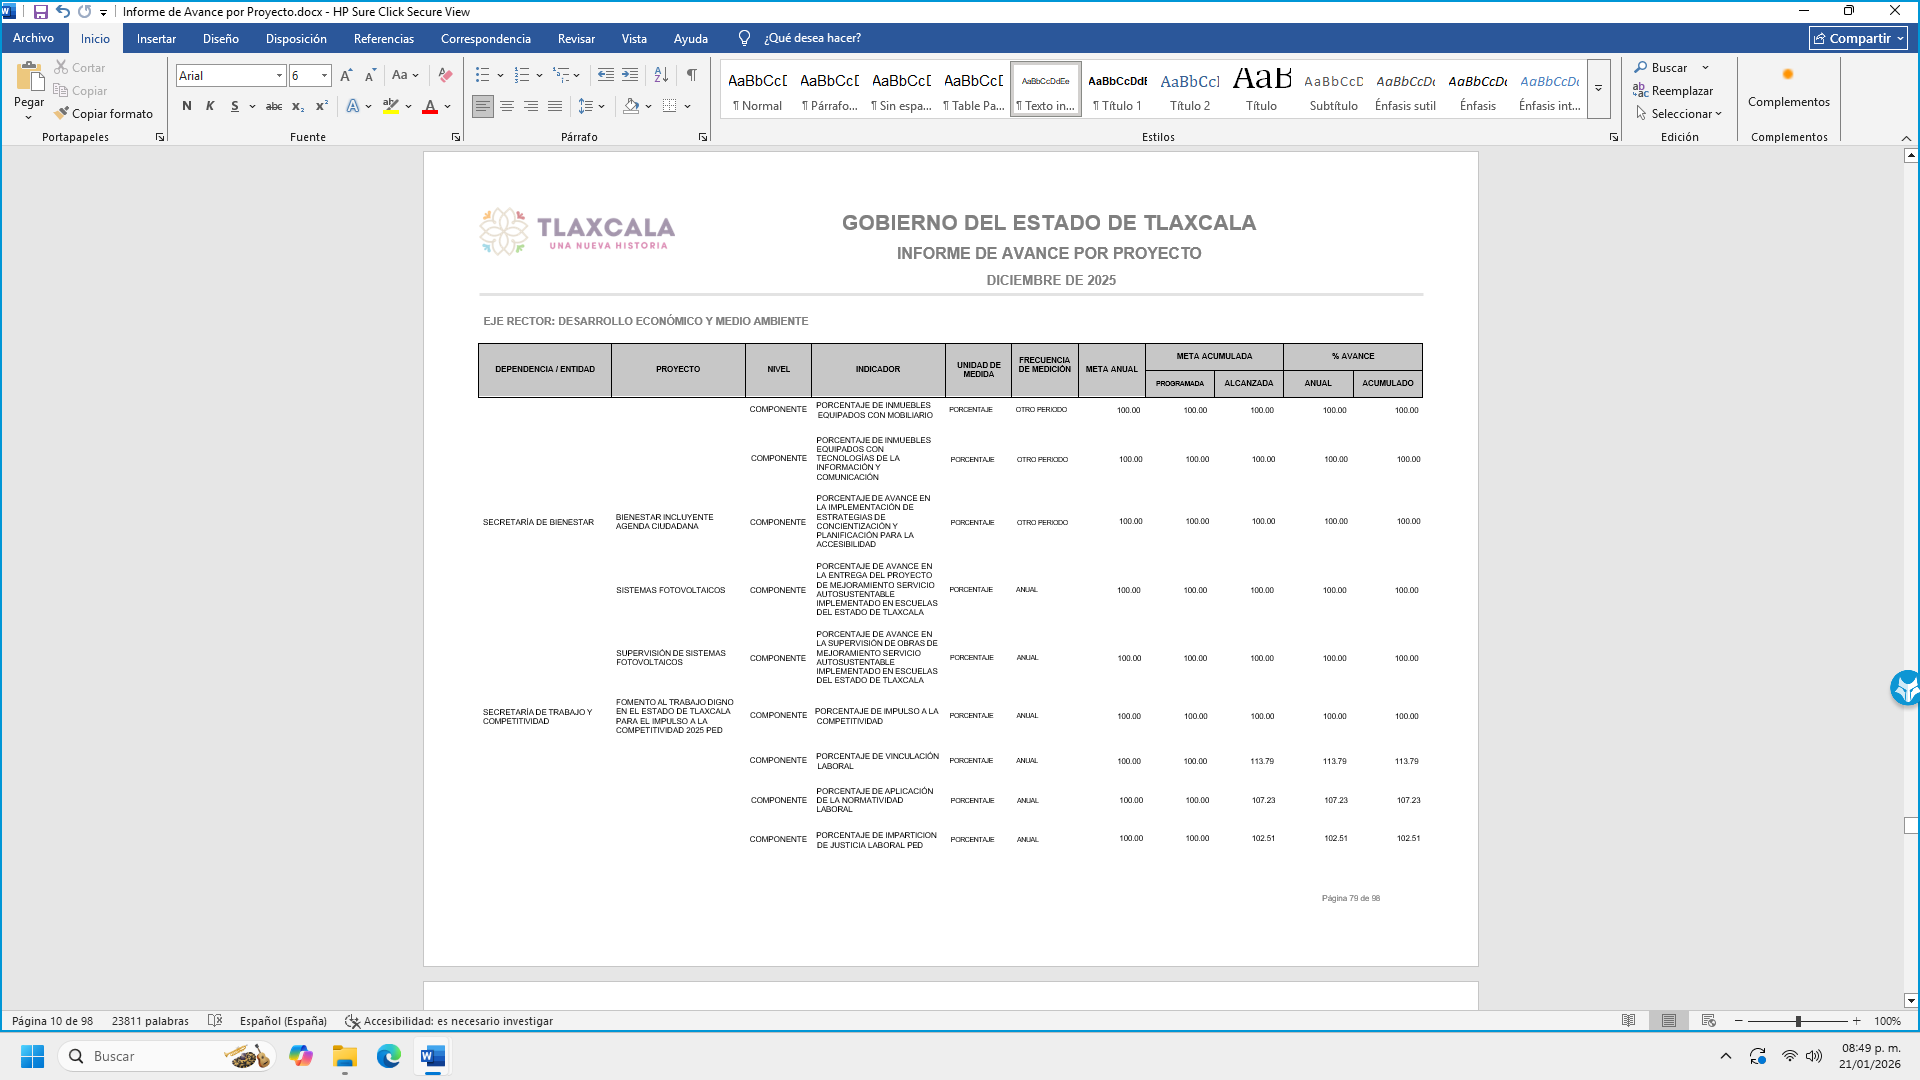 Informe de Avance por Proyecto.docx - HP Sure Click Secure View
Archivo Inicio Insertar Diseño Disposición Referencias Correspondencia Revisar Vista Ayuda ¿Qué desea hacer? Compartir
Pegar
Cortar
Copiar
Copiar formato
Portapapeles
Arial 6
N K S abc x₂ x²
Fuente
Párrafo
AaBbCcDdEe
¶ Normal ¶ Párrafo... ¶ Sin espa... ¶ Table Pa... ¶ Texto in... ¶ Título 1 Título 2 Título Subtítulo Énfasis sutil Énfasis Énfasis int...
Estilos
Buscar
Reemplazar
Seleccionar
Edición
Complementos
Complementos
TLAXCALA
UNA NUEVA HISTORIA
GOBIERNO DEL ESTADO DE TLAXCALA
INFORME DE AVANCE POR PROYECTO
DICIEMBRE DE 2025
EJE RECTOR: DESARROLLO ECONÓMICO Y MEDIO AMBIENTE
DEPENDENCIA / ENTIDAD PROYECTO NIVEL INDICADOR UNIDAD DE MEDIDA FRECUENCIA DE MEDICIÓN META ANUAL META ACUMULADA % AVANCE
PROGRAMADA ALCANZADA ANUAL ACUMULADO
COMPONENTE PORCENTAJE DE INMUEBLES EQUIPADOS CON MOBILIARIO PORCENTAJE OTRO PERIODO 100.00 100.00 100.00 100.00 100.00
COMPONENTE PORCENTAJE DE INMUEBLES EQUIPADOS CON TECNOLOGÍAS DE LA INFORMACIÓN Y COMUNICACIÓN PORCENTAJE OTRO PERIODO 100.00 100.00 100.00 100.00 100.00
SECRETARÍA DE BIENESTAR BIENESTAR INCLUYENTE AGENDA CIUDADANA COMPONENTE PORCENTAJE DE AVANCE EN LA IMPLEMENTACIÓN DE ESTRATEGIAS DE CONCIENTIZACIÓN Y PLANIFICACIÓN PARA LA ACCESIBILIDAD PORCENTAJE OTRO PERIODO 100.00 100.00 100.00 100.00 100.00
SISTEMAS FOTOVOLTAICOS COMPONENTE PORCENTAJE DE AVANCE EN LA ENTREGA DEL PROYECTO DE MEJORAMIENTO SERVICIO AUTOSUSTENTABLE IMPLEMENTADO EN ESCUELAS DEL ESTADO DE TLAXCALA PORCENTAJE ANUAL 100.00 100.00 100.00 100.00 100.00
SUPERVISIÓN DE SISTEMAS FOTOVOLTAICOS COMPONENTE PORCENTAJE DE AVANCE EN LA SUPERVISIÓN DE OBRAS DE MEJORAMIENTO SERVICIO AUTOSUSTENTABLE IMPLEMENTADO EN ESCUELAS DEL ESTADO DE TLAXCALA PORCENTAJE ANUAL 100.00 100.00 100.00 100.00 100.00
SECRETARÍA DE TRABAJO Y COMPETITIVIDAD FOMENTO AL TRABAJO DIGNO EN EL ESTADO DE TLAXCALA PARA EL IMPULSO A LA COMPETITIVIDAD 2025 PED COMPONENTE PORCENTAJE DE IMPULSO A LA COMPETITIVIDAD PORCENTAJE ANUAL 100.00 100.00 100.00 100.00 100.00
COMPONENTE PORCENTAJE DE VINCULACIÓN LABORAL PORCENTAJE ANUAL 100.00 100.00 113.79 113.79 113.79
COMPONENTE PORCENTAJE DE APLICACIÓN DE LA NORMATIVIDAD LABORAL PORCENTAJE ANUAL 100.00 100.00 107.23 107.23 107.23
COMPONENTE PORCENTAJE DE IMPARTICION DE JUSTICIA LABORAL PED PORCENTAJE ANUAL 100.00 100.00 102.51 102.51 102.51
Página 79 de 98
Página 10 de 98 23811 palabras Español (España) Accesibilidad: es necesario investigar 100%
Buscar
08:49 p. m.
21/01/2026